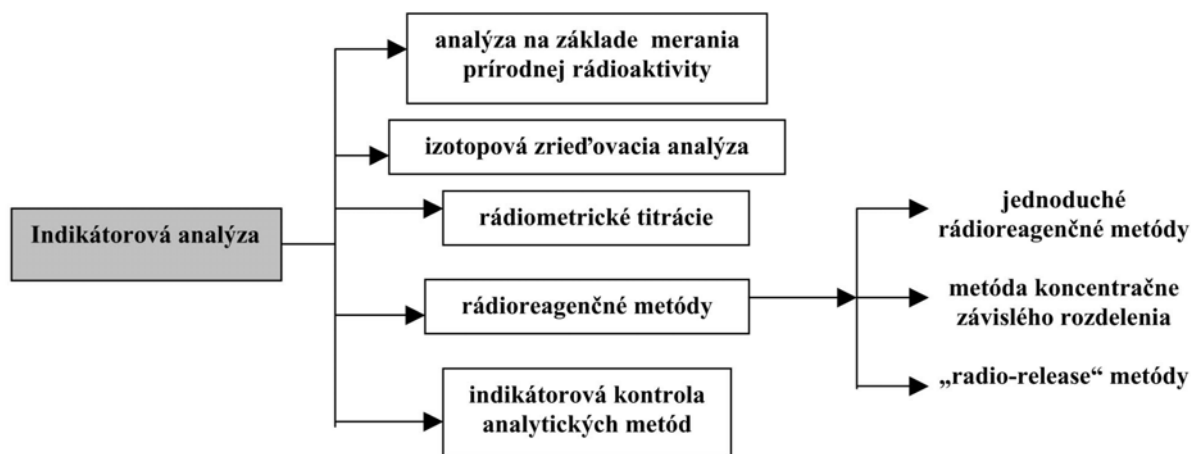 Indikátorová analýza
analýza na základe merania
prírodnej rádioaktivity
izotopová zrieďovacia analýza
rádiometrické titrácie
rádioreagenčné metódy
indikátorová kontrola
analytických metód
jednoduché
rádioreagenčné metódy
metóda koncentračne
závislého rozdelenia
„radio-release“ metódy